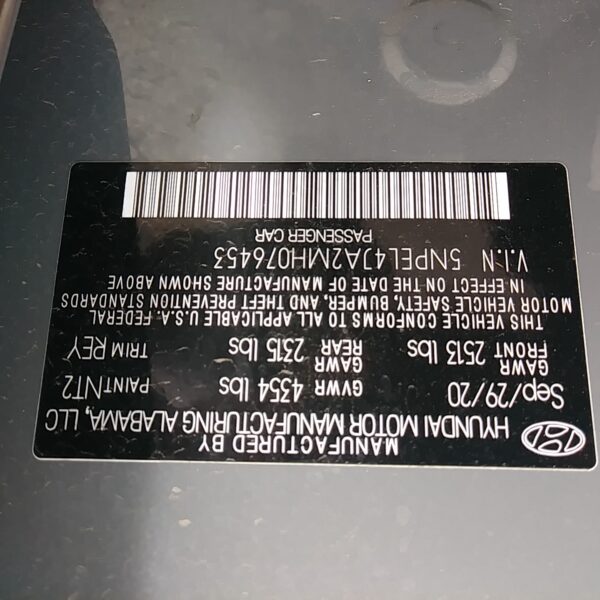 MANUFACTURED BY
HYUNDAI MOTOR MANUFACTURING ALABAMA, LLC
Sep/29/20 GVWR 4354 lbs PAINT NT2
GAWR FRONT 2513 lbs GAWR REAR 2315 lbs TRIM REY
THIS VEHICLE CONFORMS TO ALL APPLICABLE U.S.A. FEDERAL
MOTOR VEHICLE SAFETY, BUMPER, AND THEFT PREVENTION STANDARDS
IN EFFECT ON THE DATE OF MANUFACTURE SHOWN ABOVE
V.I.N 5NPEL4JA2MH076453
PASSENGER CAR